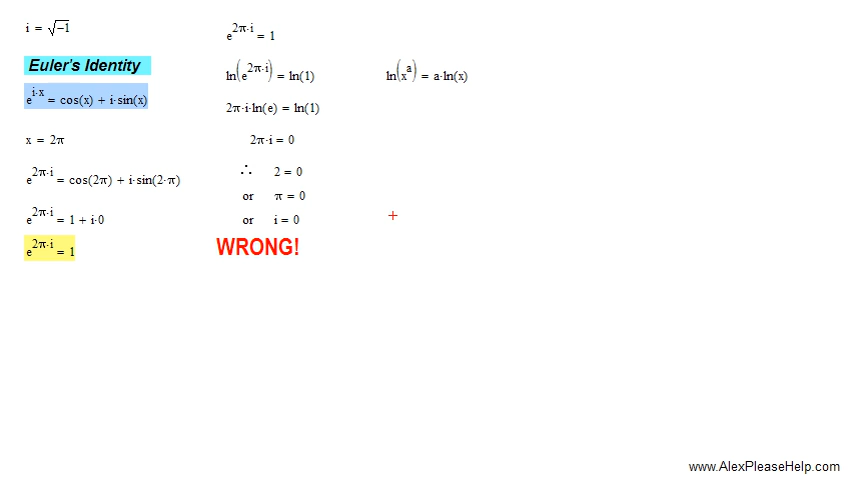 i = √−1
Euler's Identity
e^(i·x) = cos(x) + i·sin(x)
x = 2π
e^(2π·i) = cos(2π) + i·sin(2·π)
e^(2π·i) = 1 + i·0
e^(2π·i) = 1
e^(2π·i) = 1
ln(e^(2π·i)) = ln(1)
2π·i·ln(e) = ln(1)
2π·i = 0
∴ 2 = 0
or π = 0
or i = 0
WRONG!
ln(x^a) = a·ln(x)
+
www.AlexPleaseHelp.com